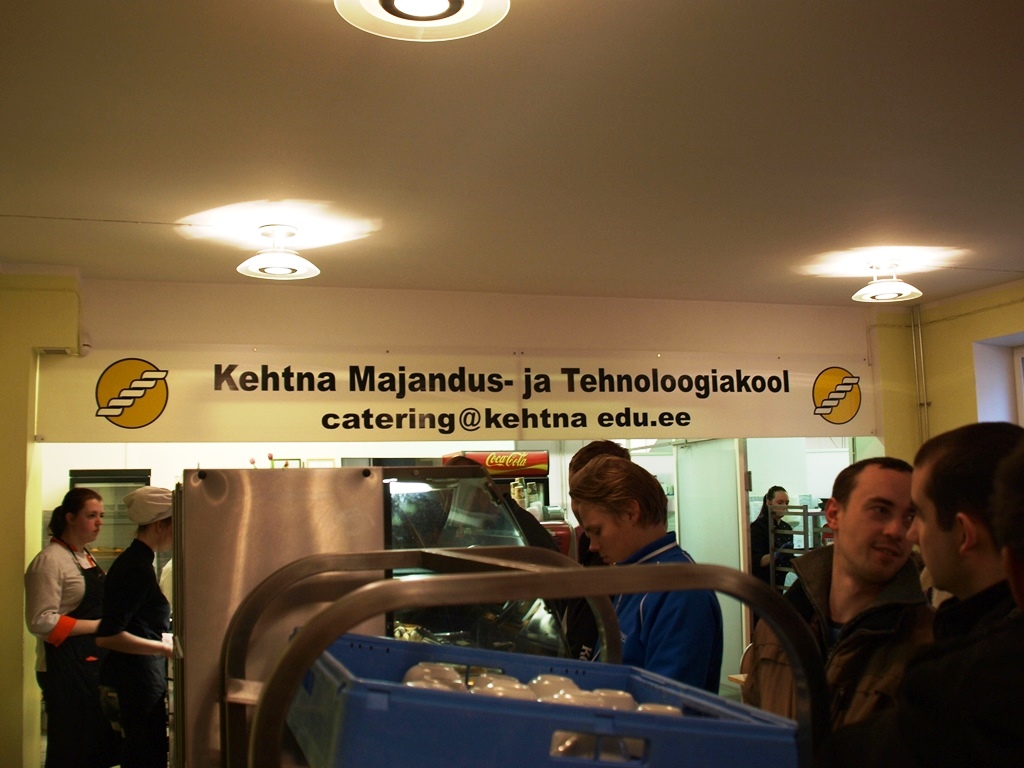 Kehtna Majandus- ja Tehnoloogiakool
catering@kehtna edu.ee
Coca-Cola